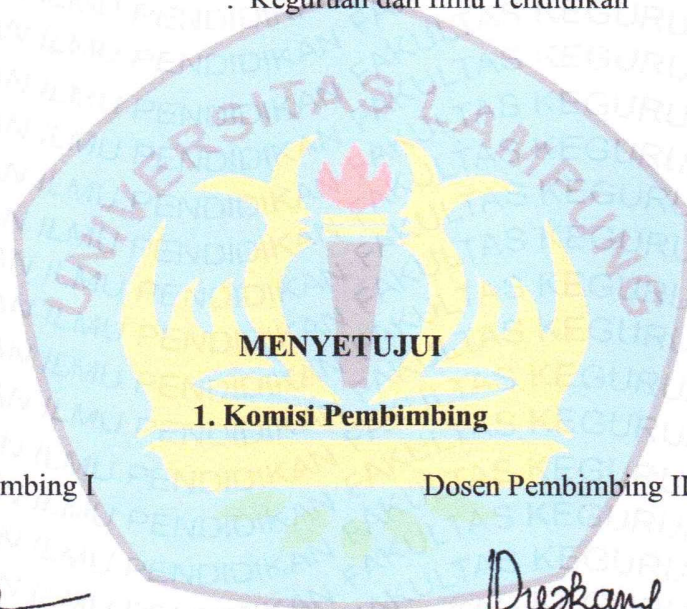 : Keguruan dan Ilmu Pendidikan
UNIVERSITAS LAMPUNG
MENYETUJUI
1. Komisi Pembimbing
mbing I
Dosen Pembimbing II